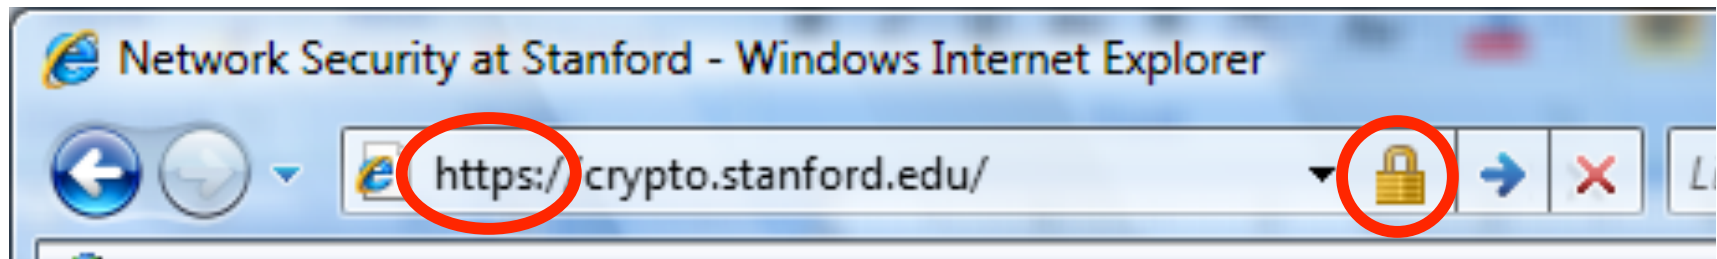 Network Security at Stanford - Windows Internet Explorer
https://crypto.stanford.edu/